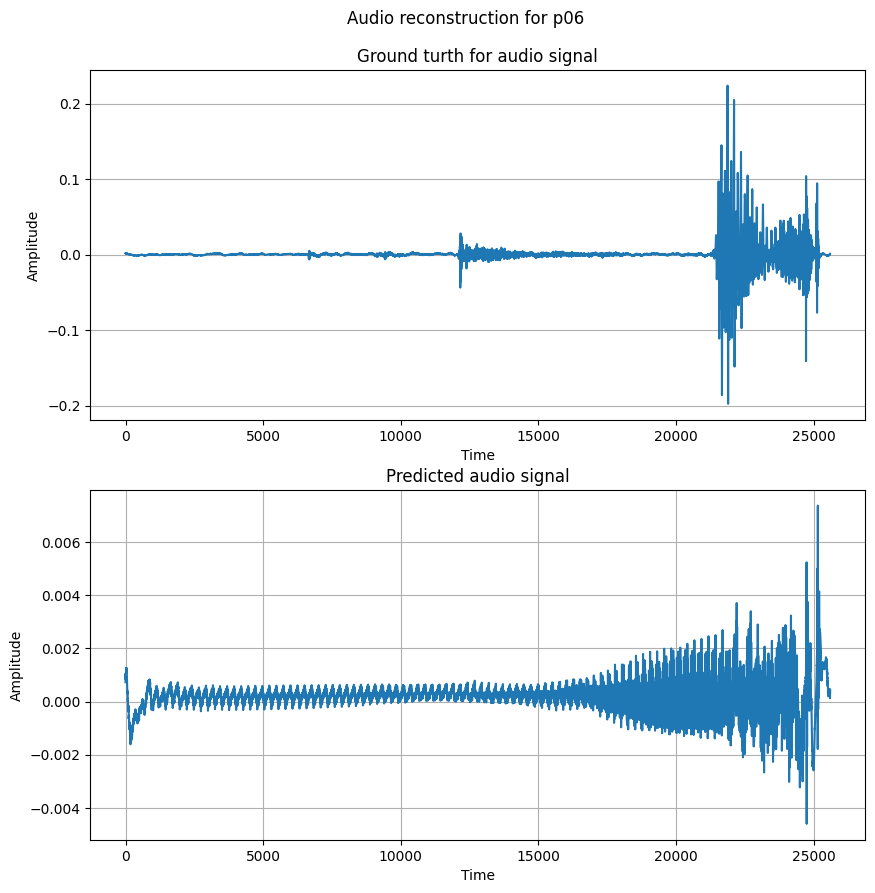 Audio reconstruction for p06
Ground turth for audio signal
0.2
0.1
0.0
−0.1
−0.2
Amplitude
0 5000 10000 15000 20000 25000
Time
Predicted audio signal
0.006
0.004
0.002
0.000
−0.002
−0.004
Amplitude
0 5000 10000 15000 20000 25000
Time